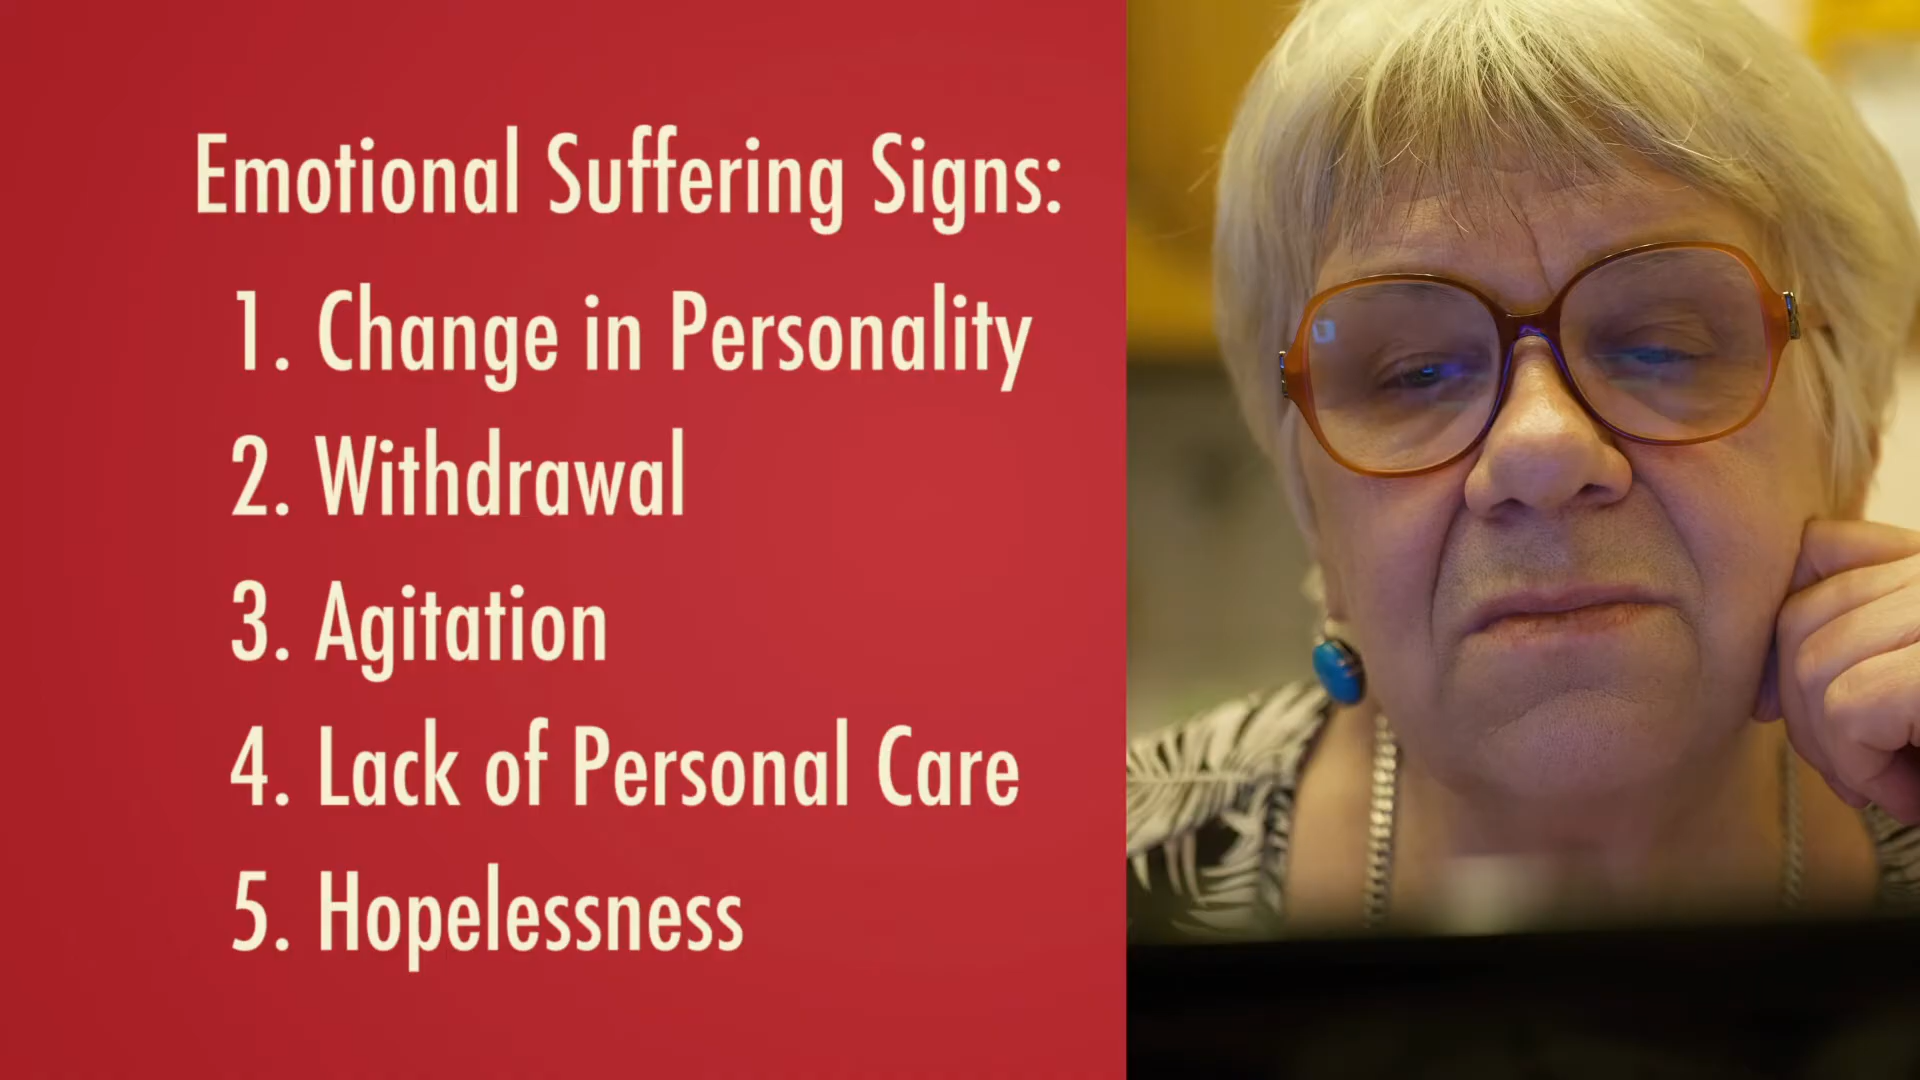 Emotional Suffering Signs:
1. Change in Personality
2. Withdrawal
3. Agitation
4. Lack of Personal Care
5. Hopelessness